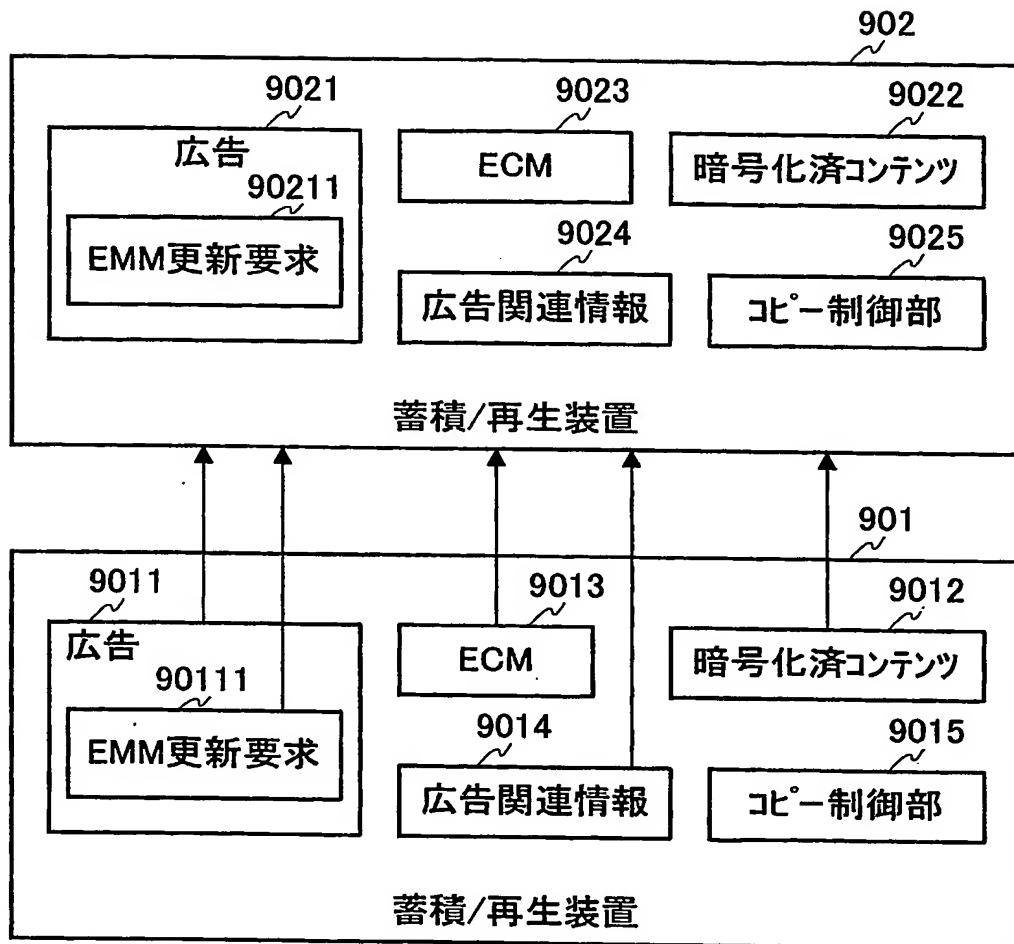 902
9021
9023
9022
広告
ECM
暗号化済コンテンツ
90211
EMM更新要求
9024
9025
広告関連情報
コピー制御部
蓄積/再生装置
901
9011
9013
9012
広告
ECM
暗号化済コンテンツ
90111
EMM更新要求
9014
9015
広告関連情報
コピー制御部
蓄積/再生装置